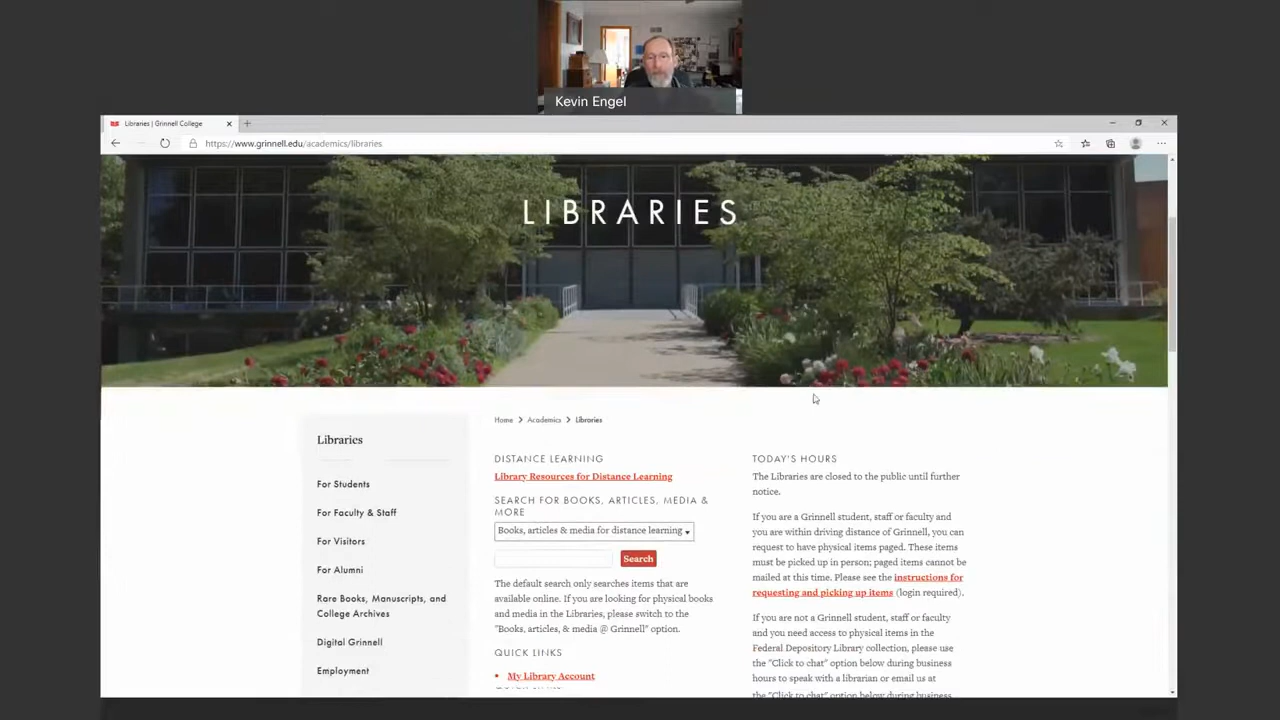 Kevin Engel
Libraries | Grinnell College
https://www.grinnell.edu/academics/libraries
LIBRARIES
Home > Academics > Libraries
Libraries
For Students
For Faculty & Staff
For Visitors
For Alumni
Rare Books, Manuscripts, and
College Archives
Digital Grinnell
Employment
DISTANCE LEARNING
Library Resources for Distance Learning
SEARCH FOR BOOKS, ARTICLES, MEDIA &
MORE
Books, articles & media for distance learning
Search
The default search only searches items that are
available online. If you are looking for physical books
and media in the Libraries, please switch to the
"Books, articles, & media @ Grinnell" option.
QUICK LINKS
• My Library Account
TODAY'S HOURS
The Libraries are closed to the public until further
notice.
If you are a Grinnell student, staff or faculty and
you are within driving distance of Grinnell, you can
request to have physical items paged. These items
must be picked up in person; paged items cannot be
mailed at this time. Please see the instructions for
requesting and picking up items (login required).
If you are not a Grinnell student, staff or faculty
and you need access to physical items in the
Federal Depository Library collection, please use
the "Click to chat" option below during business
hours to speak with a librarian or email us at
the "Click to chat" option below during business